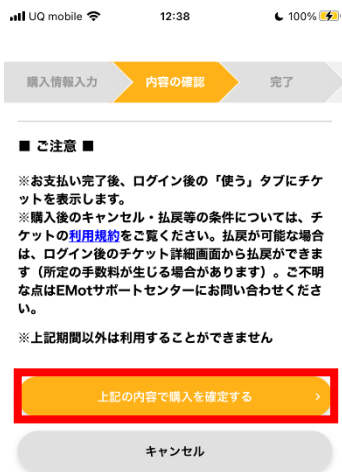 UQ mobile 12:38 100%
購入情報入力 内容の確認 完了
■ ご注意 ■
※お支払い完了後、ログイン後の「使う」タブにチケ
ットを表示します。
※購入後のキャンセル・払戻等の条件については、チ
ケットの利用規約をご覧ください。払戻が可能な場合
は、ログイン後のチケット詳細画面から払戻ができま
す（所定の手数料が生じる場合があります）。ご不明
な点はEMotサポートセンターにお問い合わせくださ
い。
※上記期間以外は利用することができません
上記の内容で購入を確定する
キャンセル